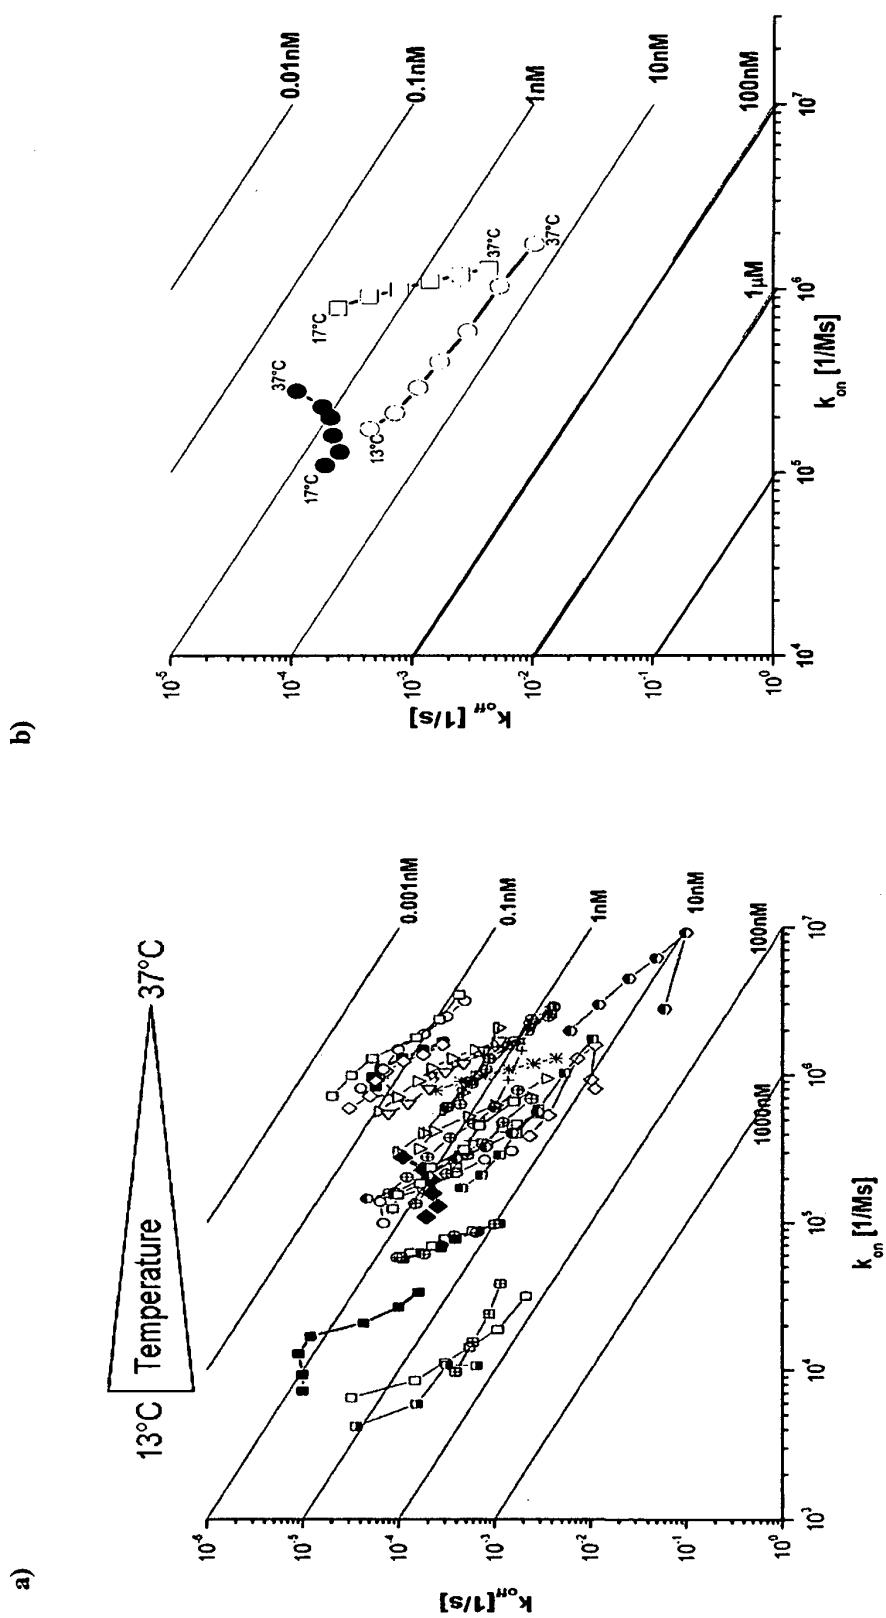 a)
13°C
Temperature
37°C
k_off [1/s]
10^-6
10^-5
10^-4
10^-3
10^-2
10^-1
10^0
0.001nM
0.1nM
1nM
10nM
100nM
1000nM
10^3
10^4
10^5
10^6
10^7
k_on [1/Ms]
b)
k_off [1/s]
10^-5
10^-4
10^-3
10^-2
10^-1
10^0
0.01nM
0.1nM
1nM
10nM
100nM
1µM
17°C
37°C
17°C
37°C
13°C
37°C
10^4
10^5
10^6
10^7
k_on [1/Ms]